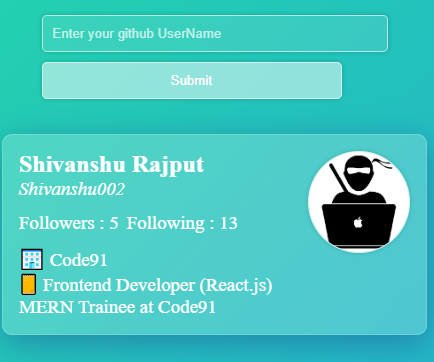 Enter your github UserName
Submit
Shivanshu Rajput
Shivanshu002
Followers : 5 Following : 13
Code91
Frontend Developer (React.js)
MERN Trainee at Code91